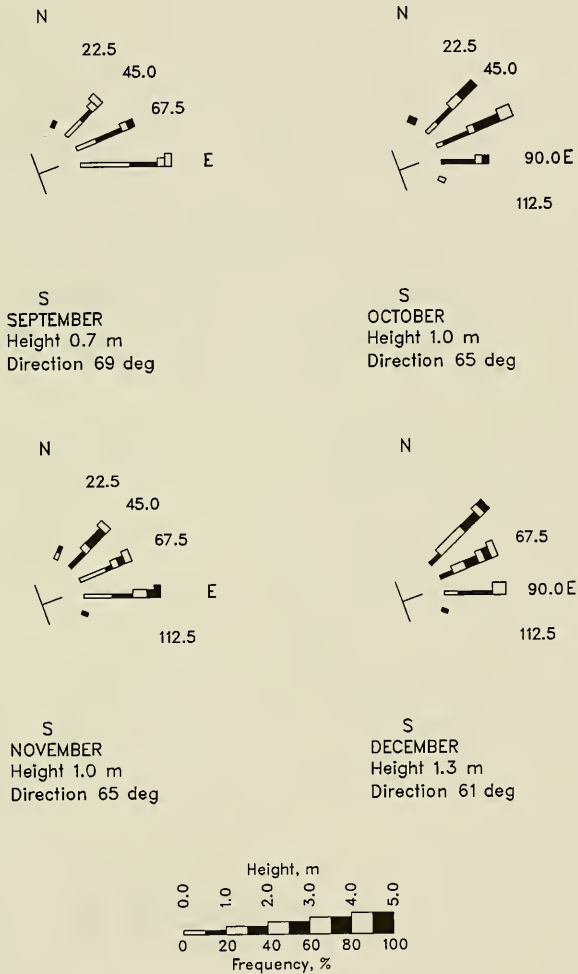 N
22.5
45.0
67.5
E
S
SEPTEMBER
Height 0.7 m
Direction 69 deg
N
22.5
45.0
90.0E
112.5
S
OCTOBER
Height 1.0 m
Direction 65 deg
N
22.5
45.0
67.5
E
112.5
S
NOVEMBER
Height 1.0 m
Direction 65 deg
N
67.5
90.0E
112.5
S
DECEMBER
Height 1.3 m
Direction 61 deg
Height, m
0.0 1.0 2.0 3.0 4.0 5.0
0 20 40 60 80 100
Frequency, %